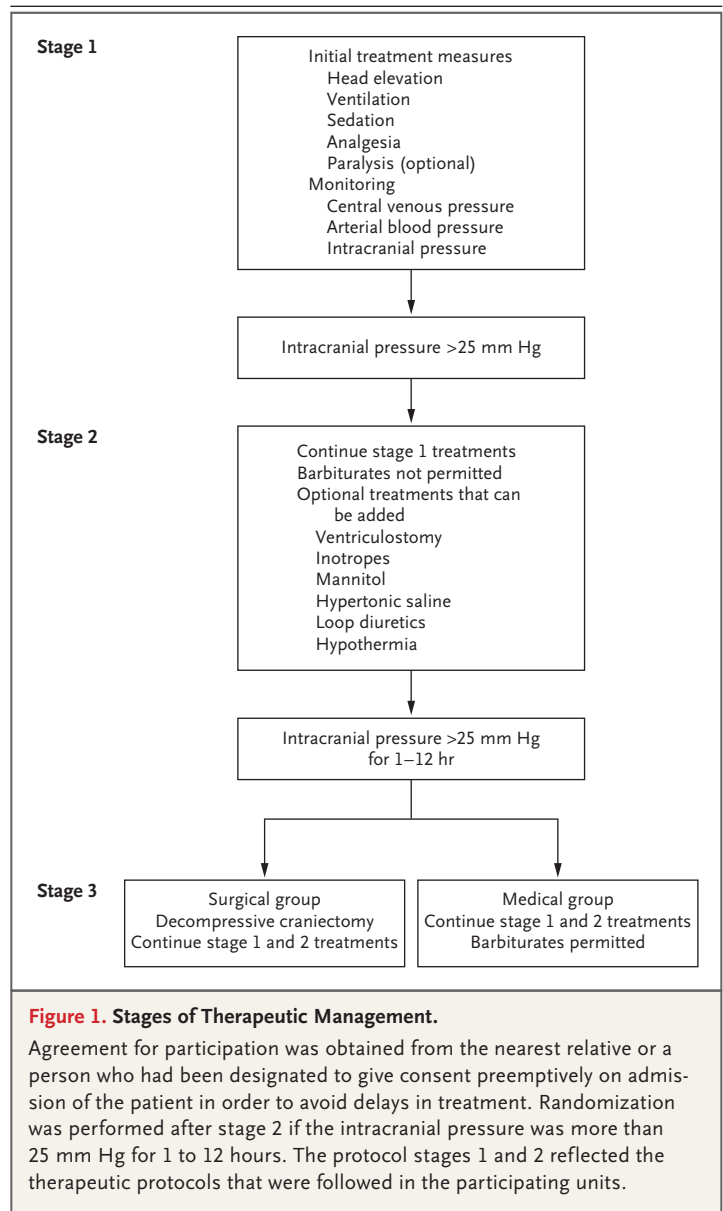 Stage 1
Initial treatment measures
Head elevation
Ventilation
Sedation
Analgesia
Paralysis (optional)
Monitoring
Central venous pressure
Arterial blood pressure
Intracranial pressure
Intracranial pressure >25 mm Hg
Stage 2
Continue stage 1 treatments
Barbiturates not permitted
Optional treatments that can
be added
Ventriculostomy
Inotropes
Mannitol
Hypertonic saline
Loop diuretics
Hypothermia
Intracranial pressure >25 mm Hg
for 1–12 hr
Stage 3
Surgical group
Decompressive craniectomy
Continue stage 1 and 2 treatments
Medical group
Continue stage 1 and 2 treatments
Barbiturates permitted
Figure 1. Stages of Therapeutic Management.
Agreement for participation was obtained from the nearest relative or a
person who had been designated to give consent preemptively on admis-
sion of the patient in order to avoid delays in treatment. Randomization
was performed after stage 2 if the intracranial pressure was more than
25 mm Hg for 1 to 12 hours. The protocol stages 1 and 2 reflected the
therapeutic protocols that were followed in the participating units.